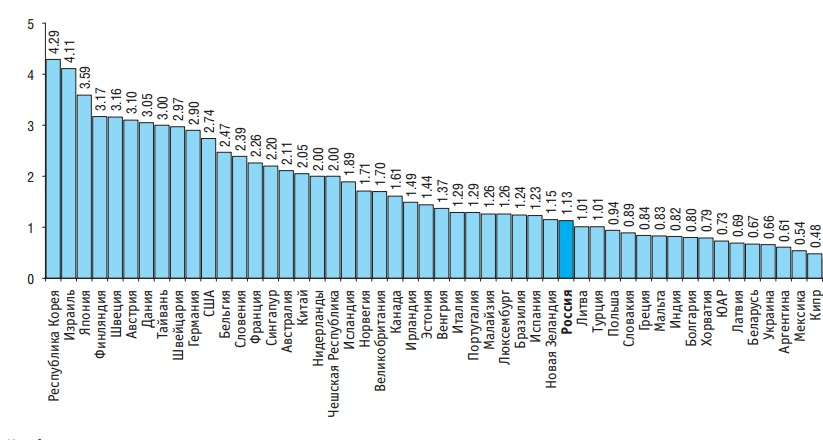 5
4
3
2
1
0
4.29
4.11
3.59
3.17
3.16
3.10
3.05
3.00
2.97
2.90
2.74
2.47
2.39
2.26
2.20
2.11
2.05
2.00
2.00
1.89
1.71
1.70
1.61
1.49
1.44
1.37
1.29
1.29
1.26
1.26
1.24
1.23
1.15
1.13
1.01
1.01
0.94
0.89
0.84
0.83
0.82
0.80
0.79
0.73
0.69
0.67
0.66
0.61
0.54
0.48
Республика Корея
Израиль
Япония
Финляндия
Швеция
Австрия
Дания
Тайвань
Швейцария
Германия
США
Бельгия
Словения
Франция
Сингапур
Австралия
Китай
Нидерланды
Чешская Республика
Исландия
Норвегия
Великобритания
Канада
Ирландия
Эстония
Венгрия
Италия
Португалия
Малайзия
Люксембург
Бразилия
Испания
Новая Зеландия
Россия
Литва
Турция
Польша
Словакия
Греция
Мальта
Индия
Болгария
Хорватия
ЮАР
Латвия
Беларусь
Украина
Аргентина
Мексика
Кипр